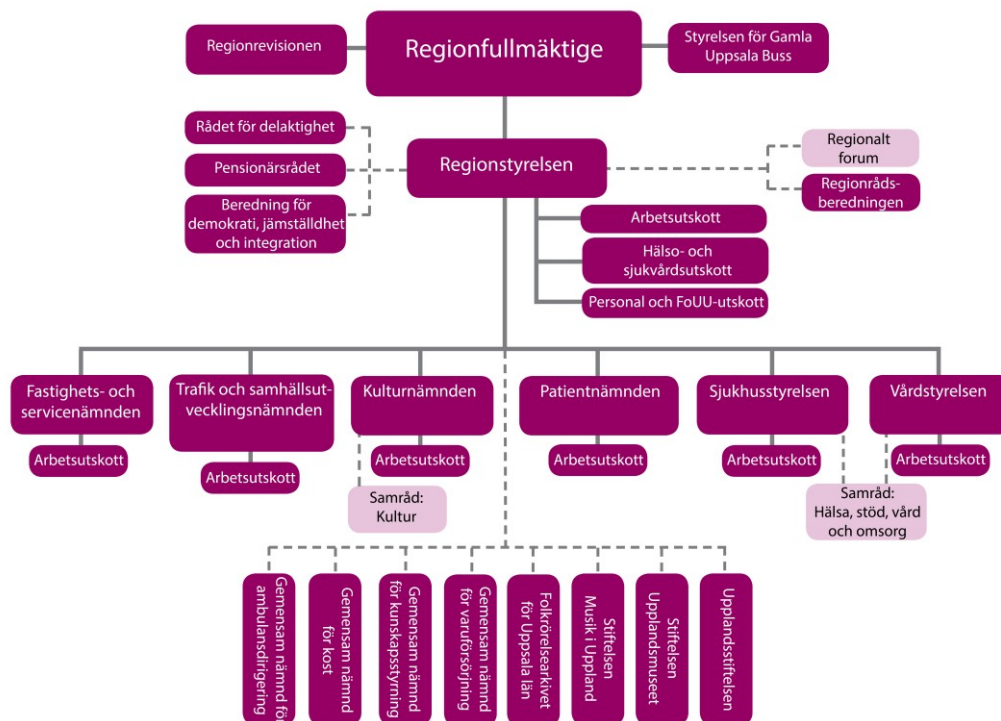 Regionrevisionen
Regionfullmäktige
Styrelsen för Gamla
Uppsala Buss
Rådet för delaktighet
Pensionärsrådet
Beredning för
demokrati, jämställdhet
och integration
Regionstyrelsen
Regionalt
forum
Regionråds-
beredningen
Arbetsutskott
Hälso- och
sjukvårdsutskott
Personal och FoUU-utskott
Fastighets- och
servicenämnden
Arbetsutskott
Trafik och samhällsut-
vecklingsnämnden
Arbetsutskott
Kulturnämnden
Arbetsutskott
Samråd:
Kultur
Patientnämnden
Arbetsutskott
Sjukhusstyrelsen
Arbetsutskott
Vårdstyrelsen
Arbetsutskott
Samråd:
Hälsa, stöd, vård
och omsorg
Gemensam nämnd för
ambulansdirigering
Gemensam nämnd
för kost
Gemensam nämnd
för kunskapsstyrning
Gemensam nämnd
för varuförsörjning
Folkrörelsearkivet
för Uppsala län
Stiftelsen
Musik i Uppland
Stiftelsen
Upplandsmuseet
Upplandsstiftelsen